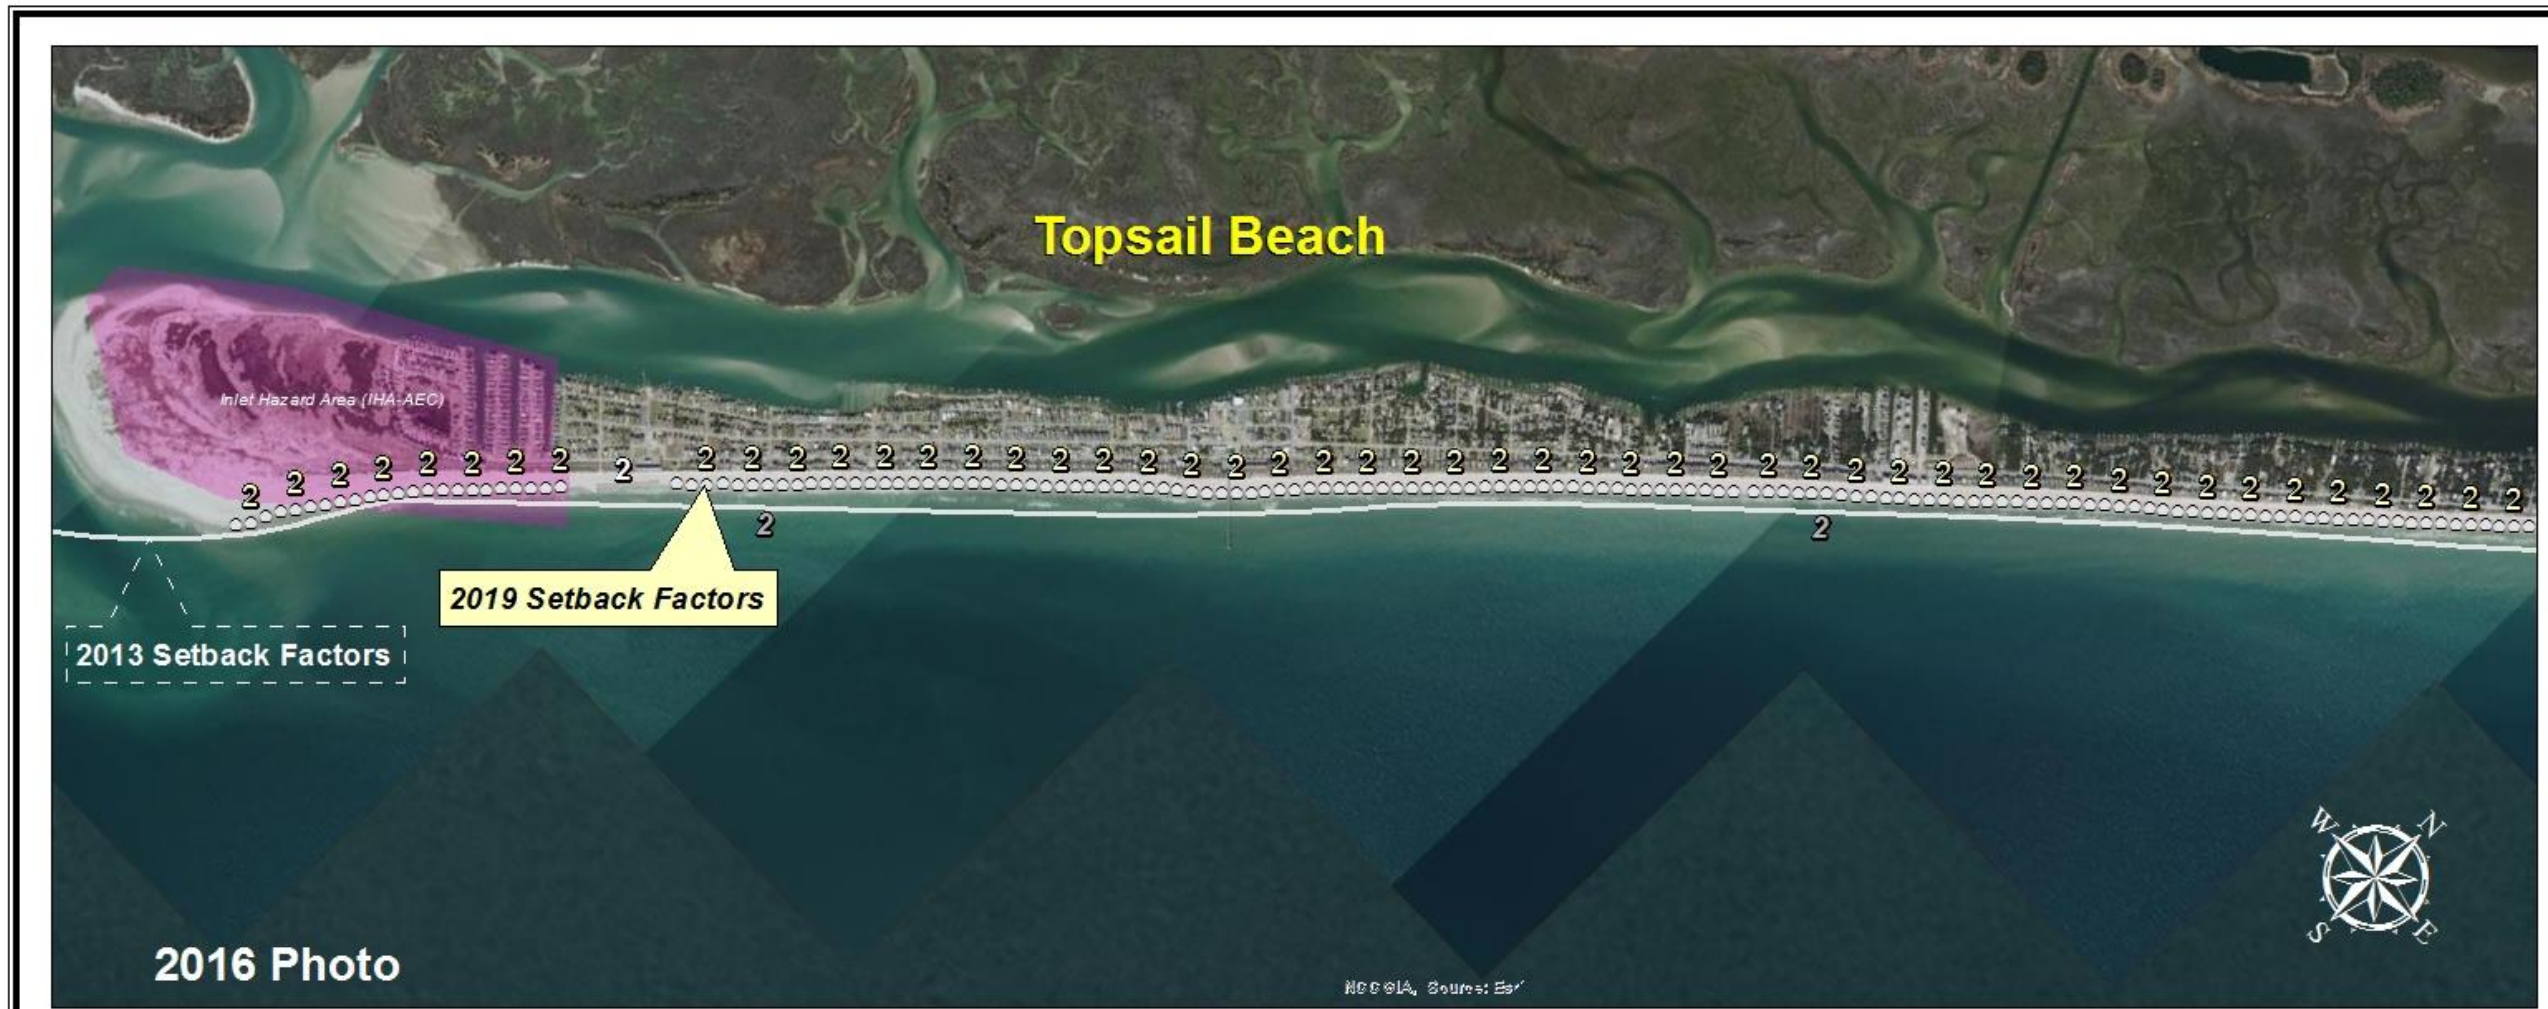 Topsail Beach
Inlet Hazard Area (IHA-AEC)
2 2 2 2 2 2 2 2 2 2 2 2 2 2 2 2 2 2 2 2 2 2 2 2 2 2 2 2 2 2 2 2 2 2 2 2 2 2 2 2 2 2 2 2 2 2 2 2 2 2 2
2 2
2019 Setback Factors
2013 Setback Factors
W N
S E
2016 Photo
NCCGIA, Source: Esri